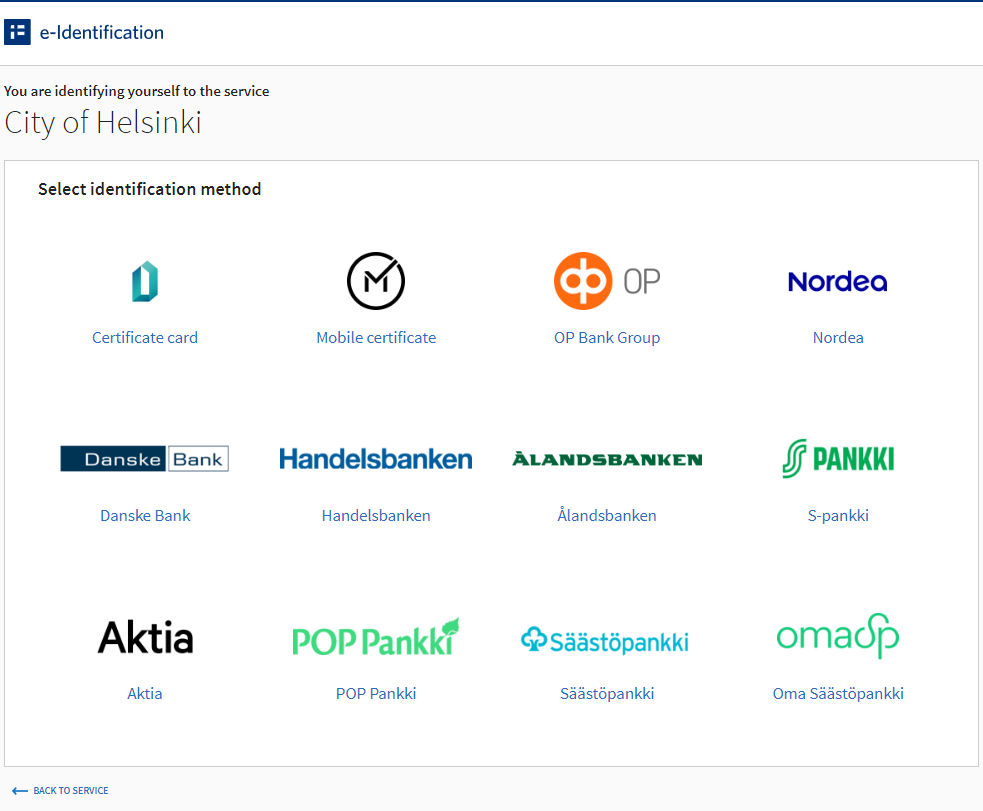 e-Identification
You are identifying yourself to the service
City of Helsinki
Select identification method
OP
Nordea
Certificate card
Mobile certificate
OP Bank Group
Nordea
Danske Bank
Handelsbanken
ÅLANDSBANKEN
S PANKKI
Danske Bank
Handelsbanken
Ålandsbanken
S-pankki
Aktia
POP Pankki
Säästöpankki
omasp
Aktia
POP Pankki
Säästöpankki
Oma Säästöpankki
BACK TO SERVICE